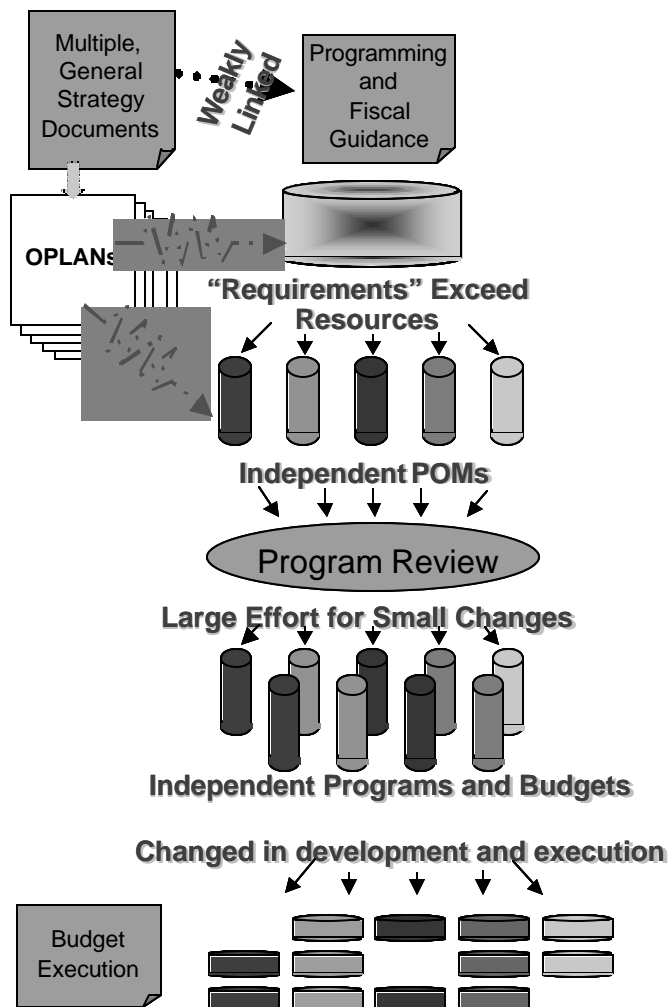 Multiple,
General
Strategy
Documents
Weakly
Linked
Programming
and
Fiscal
Guidance
OPLANs
“Requirements” Exceed
Resources
Independent POMs
Program Review
Large Effort for Small Changes
Independent Programs and Budgets
Changed in development and execution
Budget
Execution